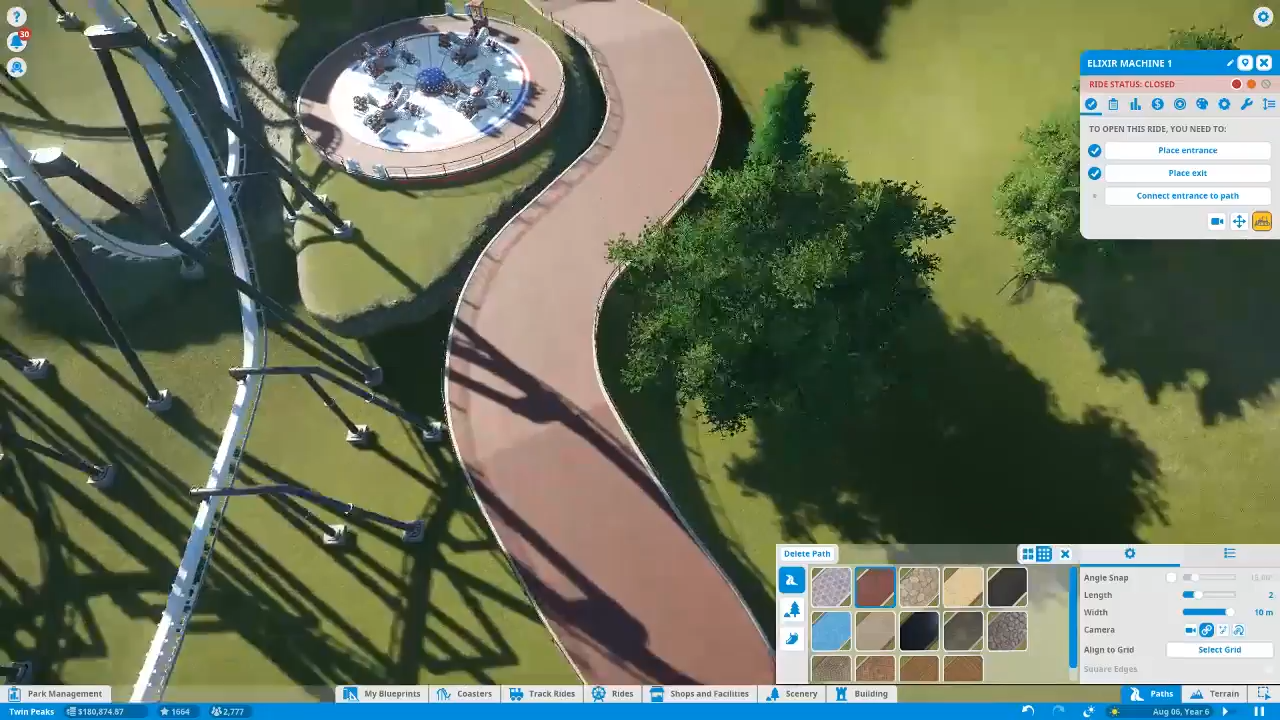 30
ELIXIR MACHINE 1
RIDE STATUS: CLOSED
TO OPEN THIS RIDE, YOU NEED TO:
Place entrance
Place exit
Connect entrance to path
Delete Path
Angle Snap 15.00°
Length 2
Width 10 m
Camera
Align to Grid Select Grid
Square Edges
Park Management My Blueprints Coasters Track Rides Rides Shops and Facilities Scenery Building Paths Terrain
Twin Peaks $180,874.87 1664 2,777 Aug 06, Year 6